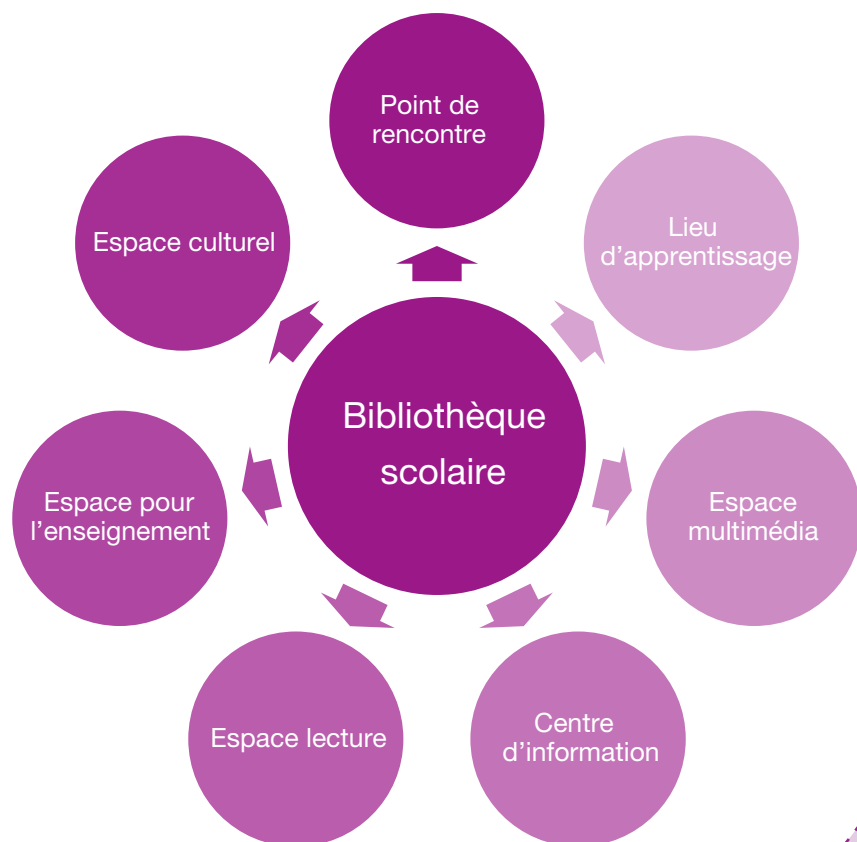 Point de
rencontre
Lieu
d'apprentissage
Espace
multimédia
Centre
d'information
Espace lecture
Espace pour
l'enseignement
Espace culturel
Bibliothèque
scolaire